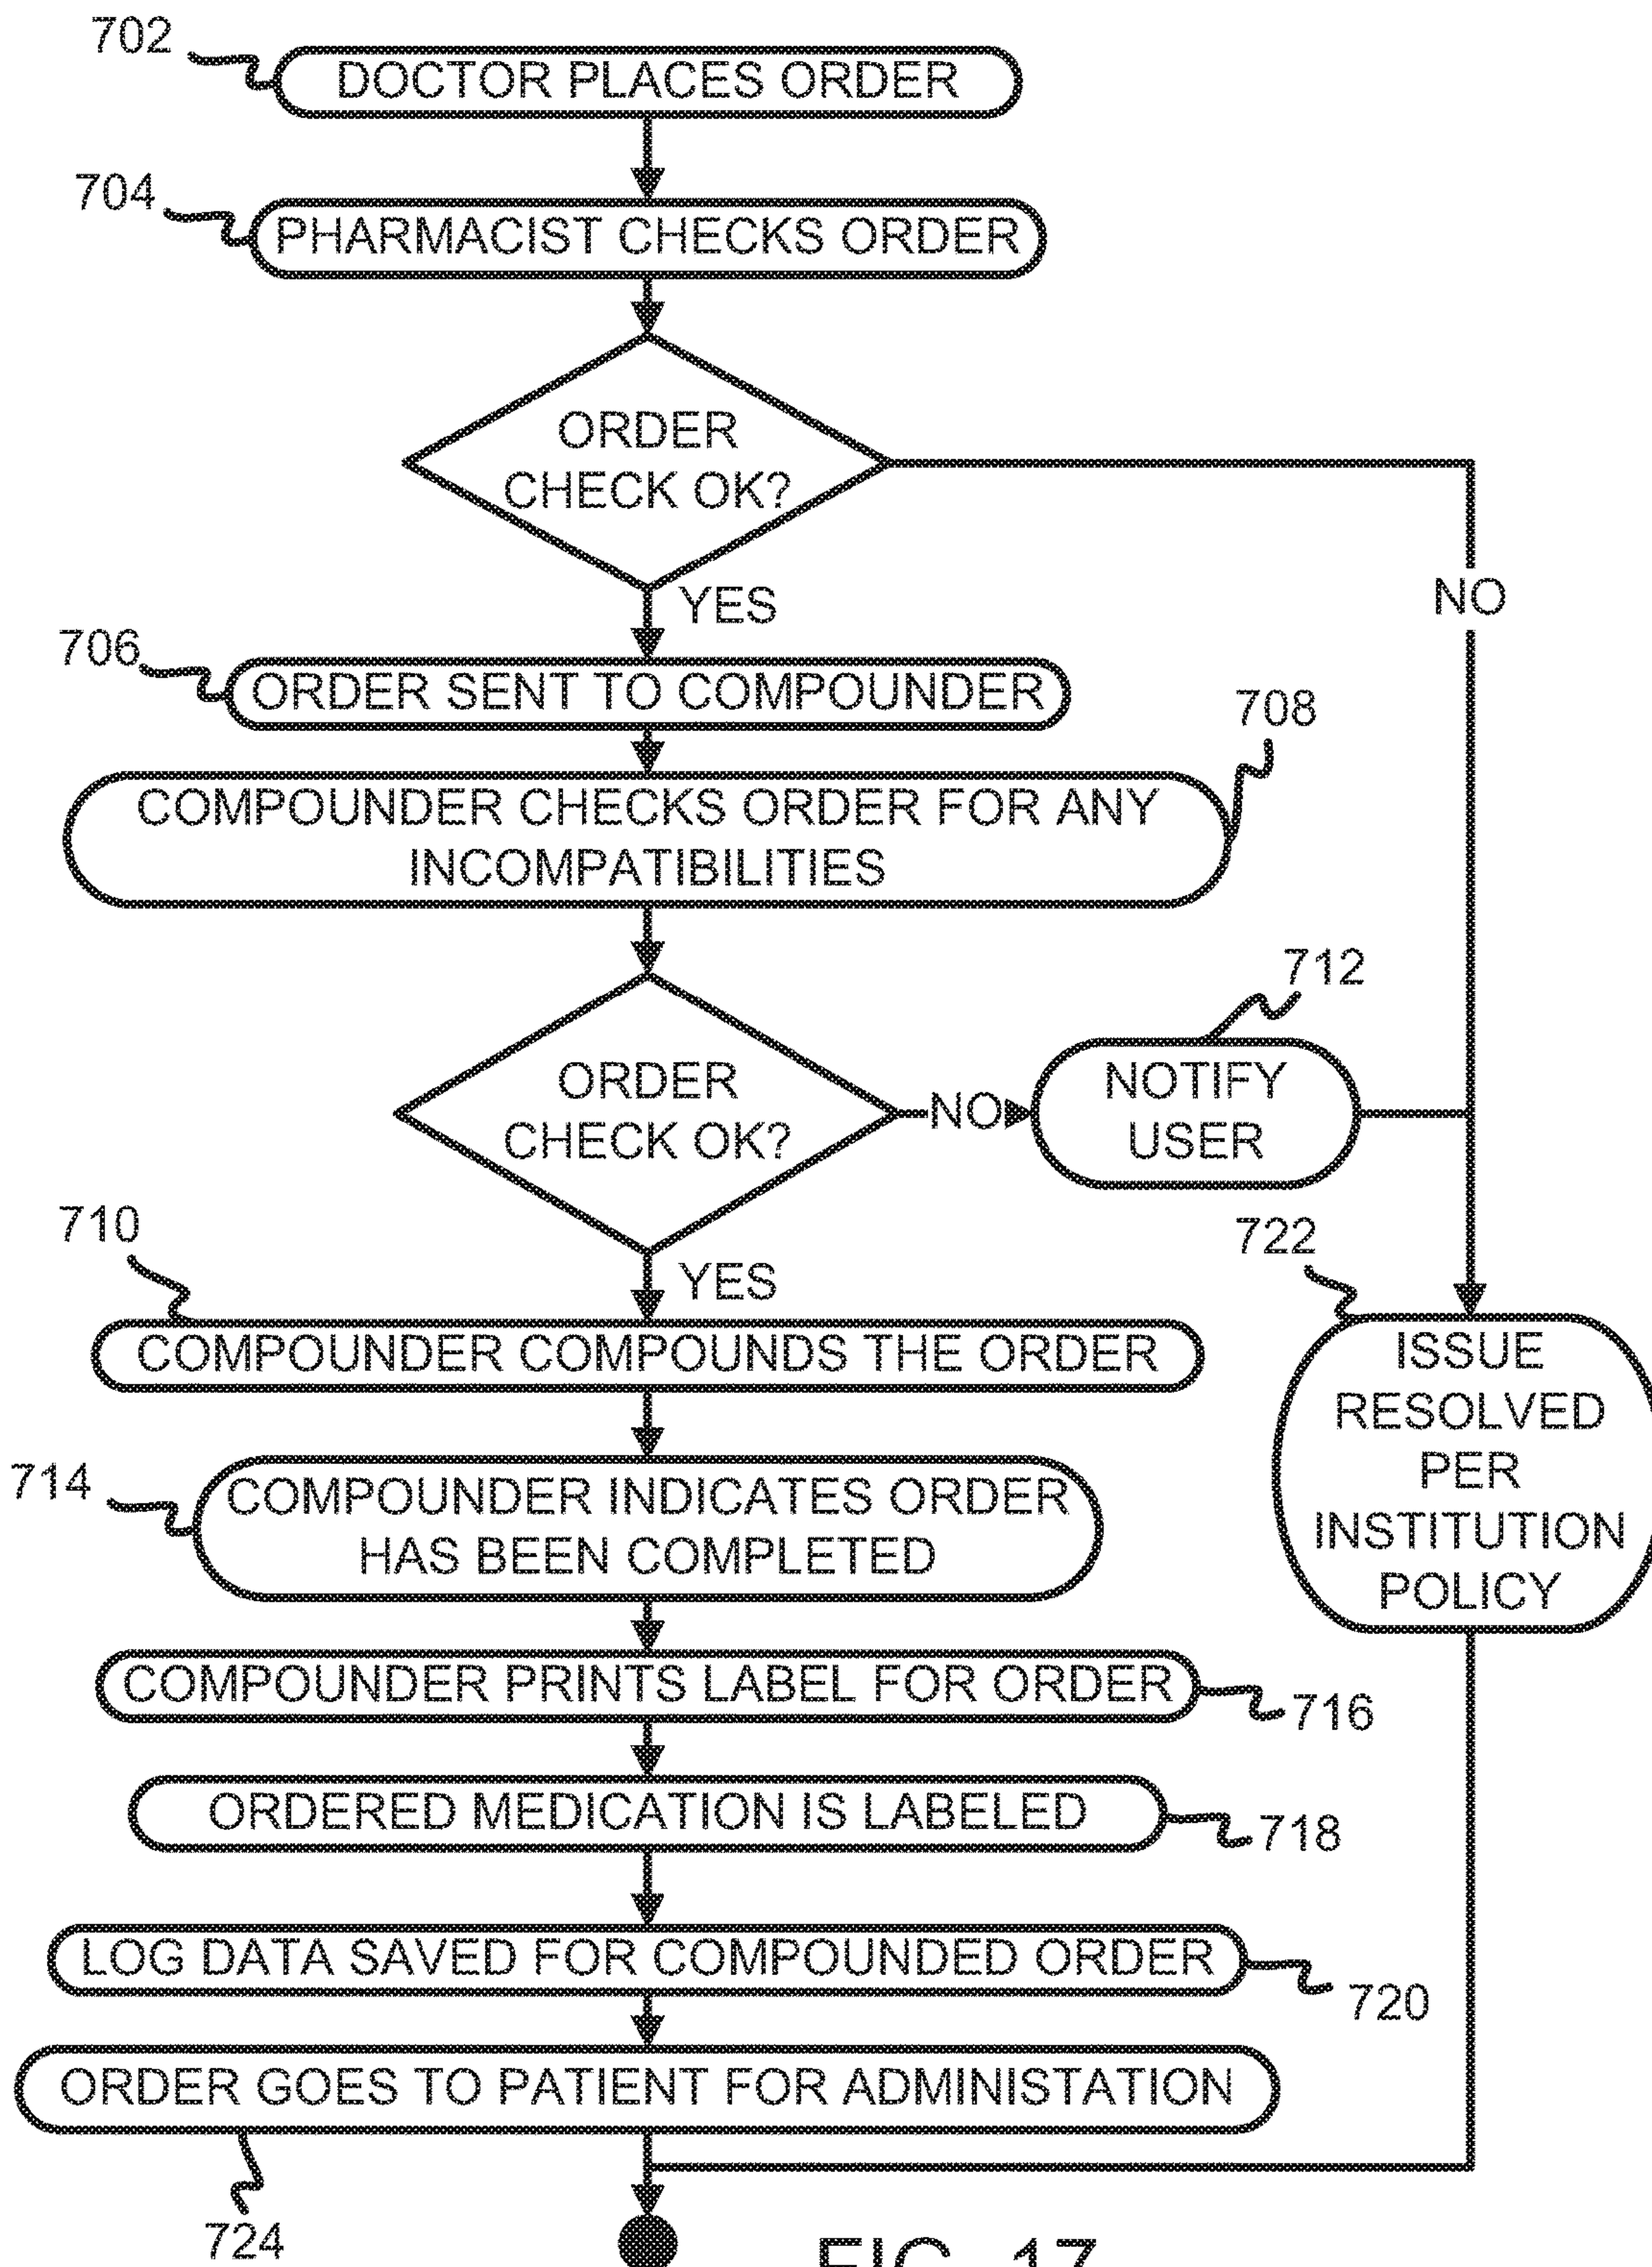 702
DOCTOR PLACES ORDER
704
PHARMACIST CHECKS ORDER
ORDER
CHECK OK?
YES
NO
706
ORDER SENT TO COMPOUNDER
708
COMPOUNDER CHECKS ORDER FOR ANY
INCOMPATIBILITIES
712
ORDER
CHECK OK?
NO
NOTIFY
USER
710
YES
722
COMPOUNDER COMPOUNDS THE ORDER
ISSUE
RESOLVED
PER
INSTITUTION
POLICY
714
COMPOUNDER INDICATES ORDER
HAS BEEN COMPLETED
COMPOUNDER PRINTS LABEL FOR ORDER
716
ORDERED MEDICATION IS LABELED
718
LOG DATA SAVED FOR COMPOUNDED ORDER
720
ORDER GOES TO PATIENT FOR ADMINISTATION
724
FIG. 17